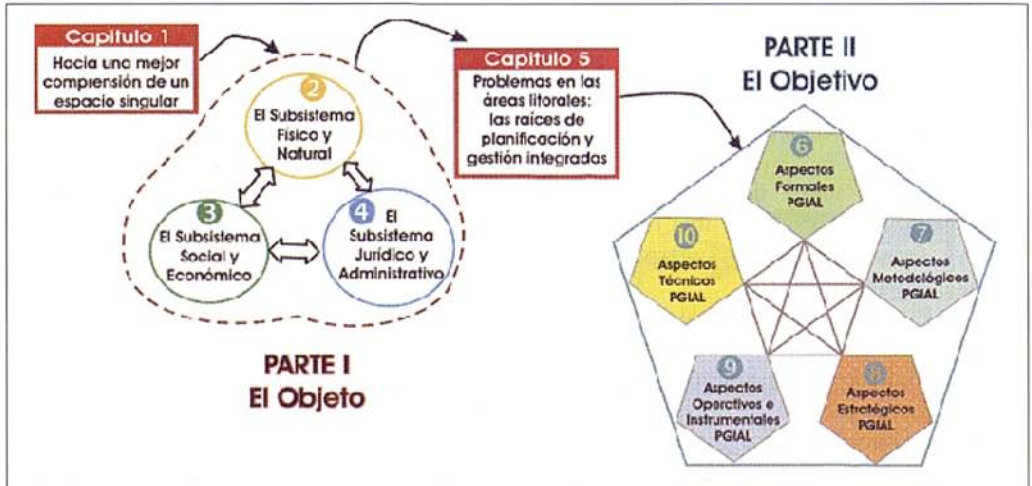 Capítulo 1
Hacia una mejor
comprensión de un
espacio singular
2
El Subsistema
Físico y
Natural
3
El Subsistema
Social y
Económico
4
El
Subsistema
Jurídico y
Administrativo
PARTE I
El Objeto
Capítulo 5
Problemas en las
áreas litorales:
las raíces de
planificación y
gestión integradas
PARTE II
El Objetivo
6
Aspectos
Formales
PGIAL
7
Aspectos
Metodológicos
PGIAL
8
Aspectos
Estratégicos
PGIAL
9
Aspectos
Operativos e
Instrumentales
PGIAL
10
Aspectos
Técnicos
PGIAL